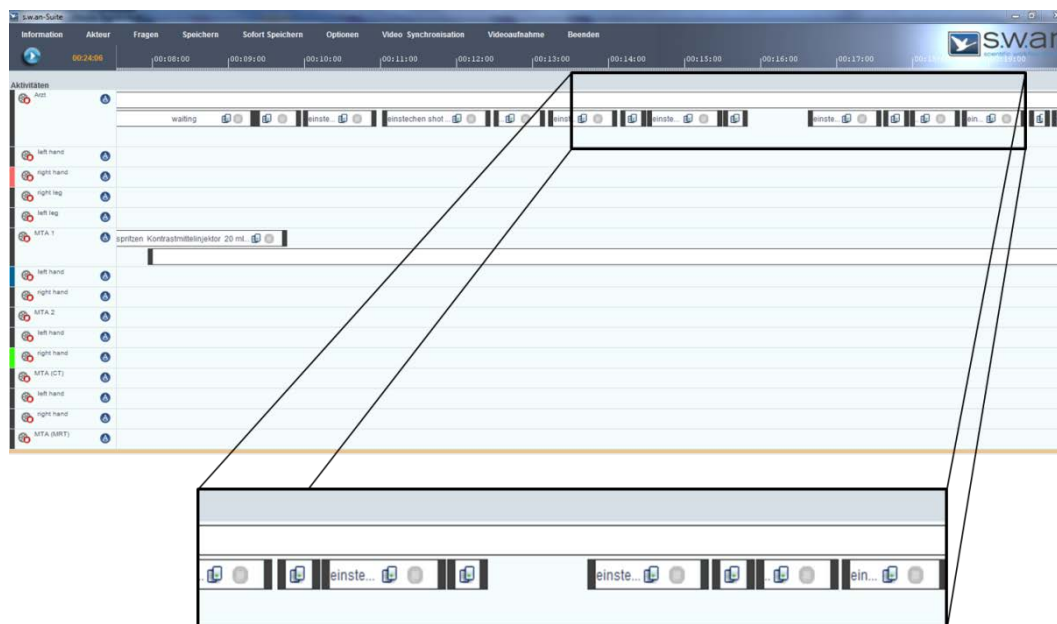 s.w.an-Suite
Information Akteur Fragen Speichern Sofort Speichern Optionen Video Synchronisation Videoaufnahme Beenden
s.w.an
00:24:06 00:08:00 00:09:00 00:10:00 00:11:00 00:12:00 00:13:00 00:14:00 00:15:00 00:16:00 00:17:00
Aktivitäten
Arzt
waiting einste... einstechen shot ... ... einst einste... einste... ... ein...
left hand
right hand
right leg
left leg
MTA 1
spritzen Kontrastmittelinjektor 20 ml...
left hand
right hand
MTA 2
left hand
right hand
MTA (CT)
left hand
right hand
MTA (MRT)
... einste... einste... ... ein...